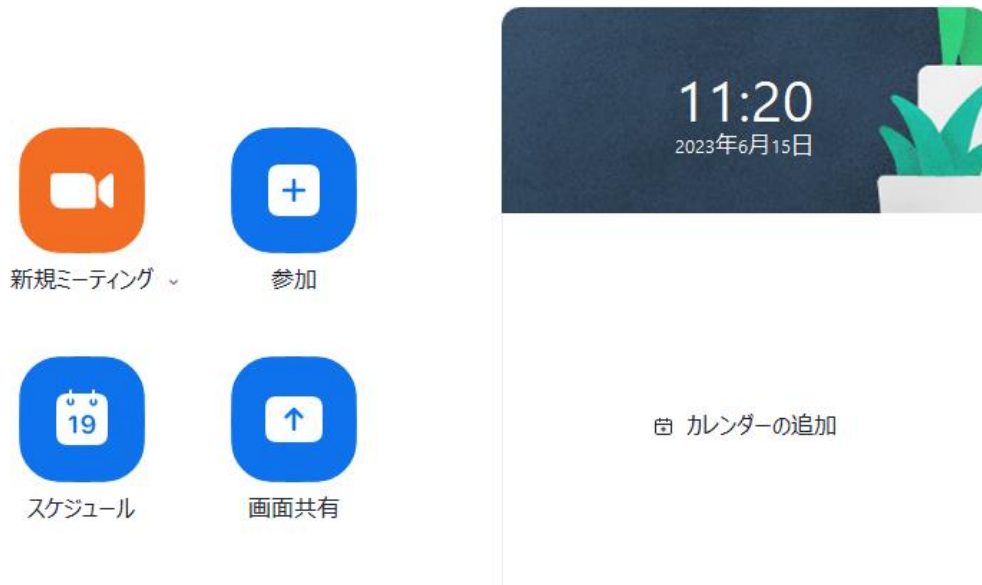 11:20
2023年6月15日
新規ミーティング
参加
19
スケジュール
画面共有
カレンダーの追加